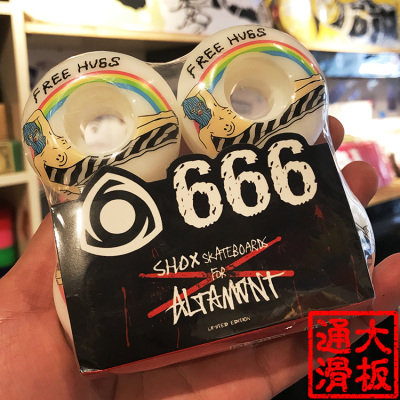 FREE HUGS
FREE HUGS
666
SHOX SKATEBOARDS
FOR
ALTAMONT
LIMITED EDITION
大板
通滑